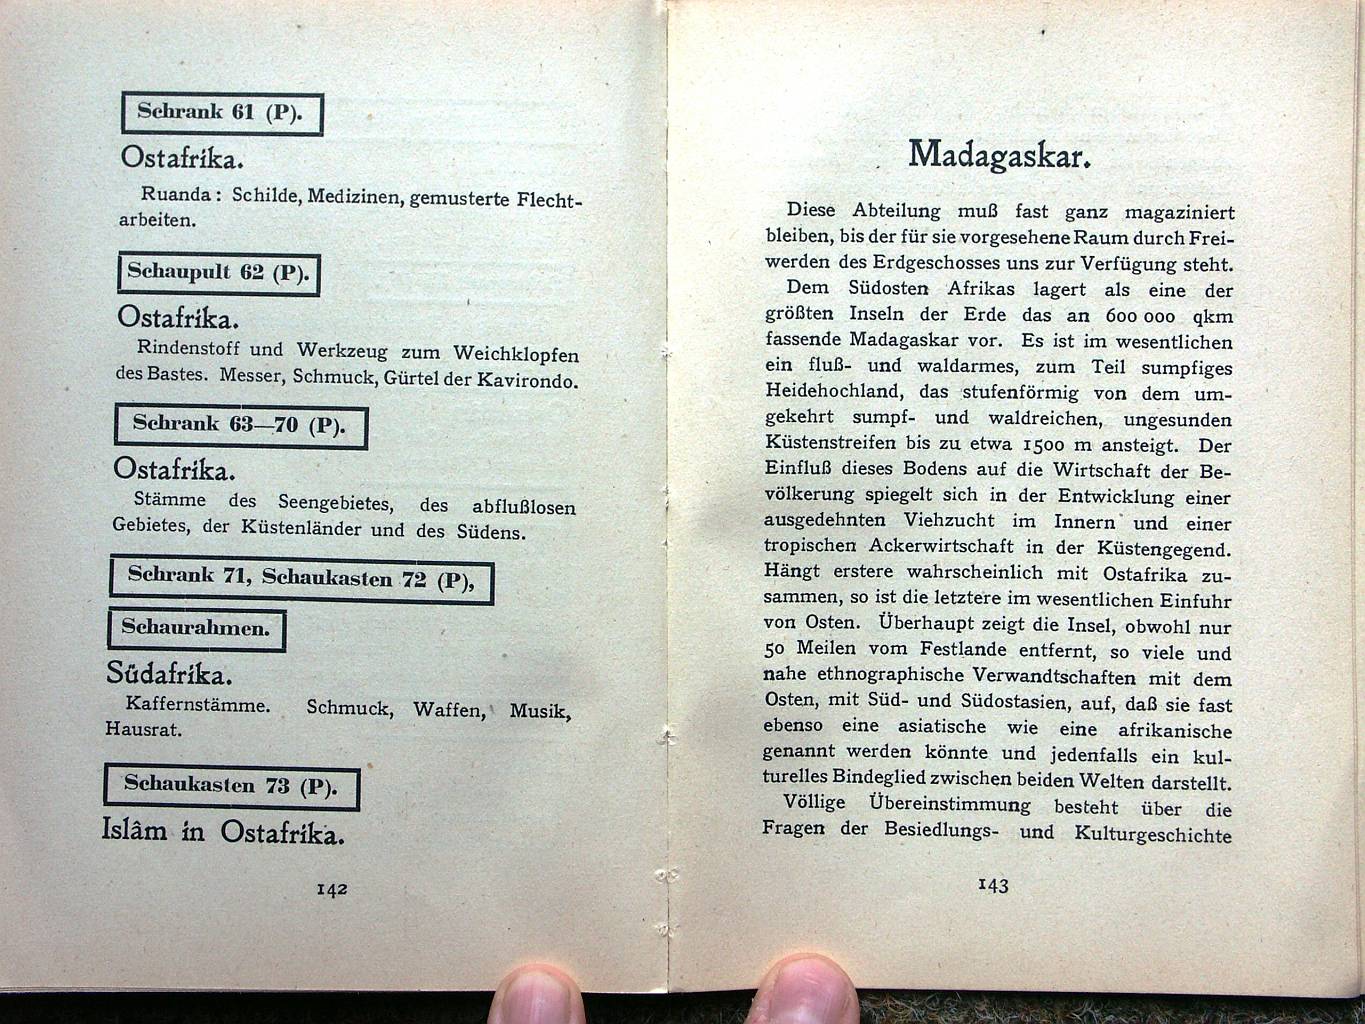 Schrank 61 (P).
Ostafrika.
Ruanda: Schilde, Medizinen, gemusterte Flecht-
arbeiten.
Schaupult 62 (P).
Ostafrika.
Rindenstoff und Werkzeug zum Weichklopfen
des Bastes. Messer, Schmuck, Gürtel der Kavirondo.
Schrank 63—70 (P).
Ostafrika.
Stämme des Seengebietes, des abflußlosen
Gebietes, der Küstenländer und des Südens.
Schrank 71, Schaukasten 72 (P),
Schaurahmen.
Südafrika.
Kaffernstämme. Schmuck, Waffen, Musik,
Hausrat.
Schaukasten 73 (P).
Islâm in Ostafrika.
142
Madagaskar.
Diese Abteilung muß fast ganz magaziniert
bleiben, bis der für sie vorgesehene Raum durch Frei-
werden des Erdgeschosses uns zur Verfügung steht.
Dem Südosten Afrikas lagert als eine der
größten Inseln der Erde das an 600 000 qkm
fassende Madagaskar vor. Es ist im wesentlichen
ein fluß- und waldarmes, zum Teil sumpfiges
Heidehochland, das stufenförmig von dem um-
gekehrt sumpf- und waldreichen, ungesunden
Küstenstreifen bis zu etwa 1500 m ansteigt. Der
Einfluß dieses Bodens auf die Wirtschaft der Be-
völkerung spiegelt sich in der Entwicklung einer
ausgedehnten Viehzucht im Innern und einer
tropischen Ackerwirtschaft in der Küstengegend.
Hängt erstere wahrscheinlich mit Ostafrika zu-
sammen, so ist die letztere im wesentlichen Einfuhr
von Osten. Überhaupt zeigt die Insel, obwohl nur
50 Meilen vom Festlande entfernt, so viele und
nahe ethnographische Verwandtschaften mit dem
Osten, mit Süd- und Südostasien, auf, daß sie fast
ebenso eine asiatische wie eine afrikanische
genannt werden könnte und jedenfalls ein kul-
turelles Bindeglied zwischen beiden Welten darstellt.
Völlige Übereinstimmung besteht über die
Fragen der Besiedlungs- und Kulturgeschichte
143